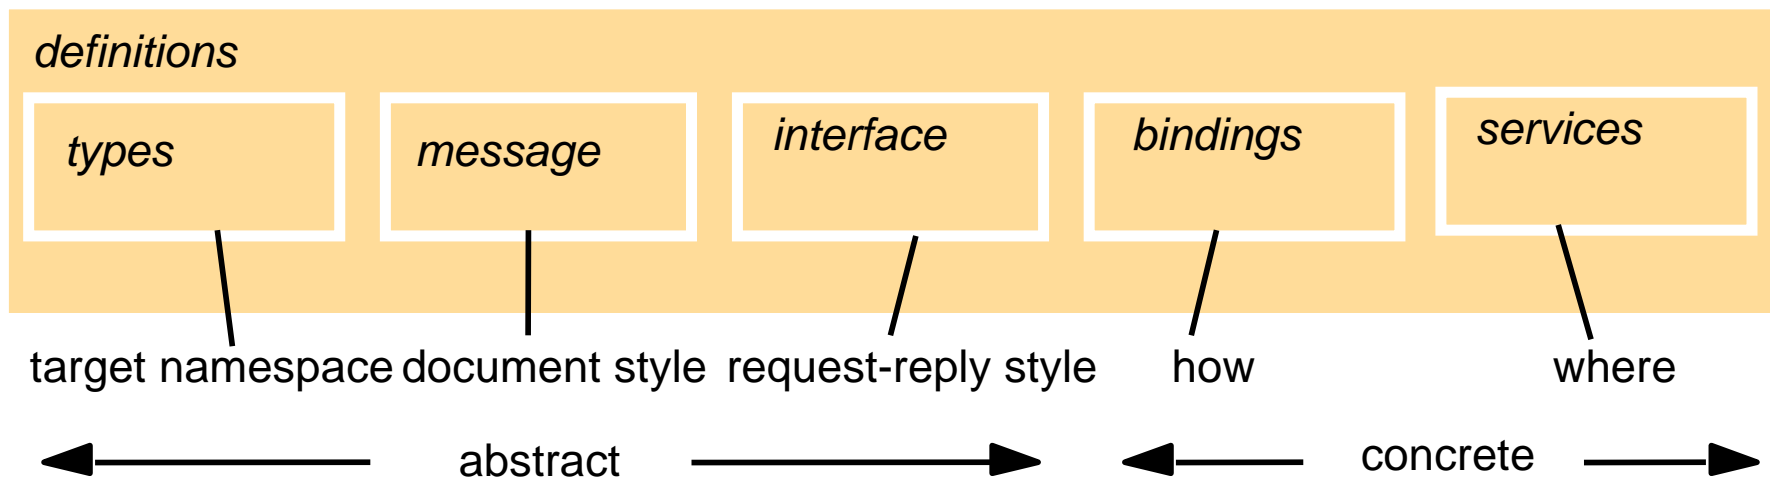 definitions
types message interface bindings services
target namespace document style request-reply style how where
abstract concrete